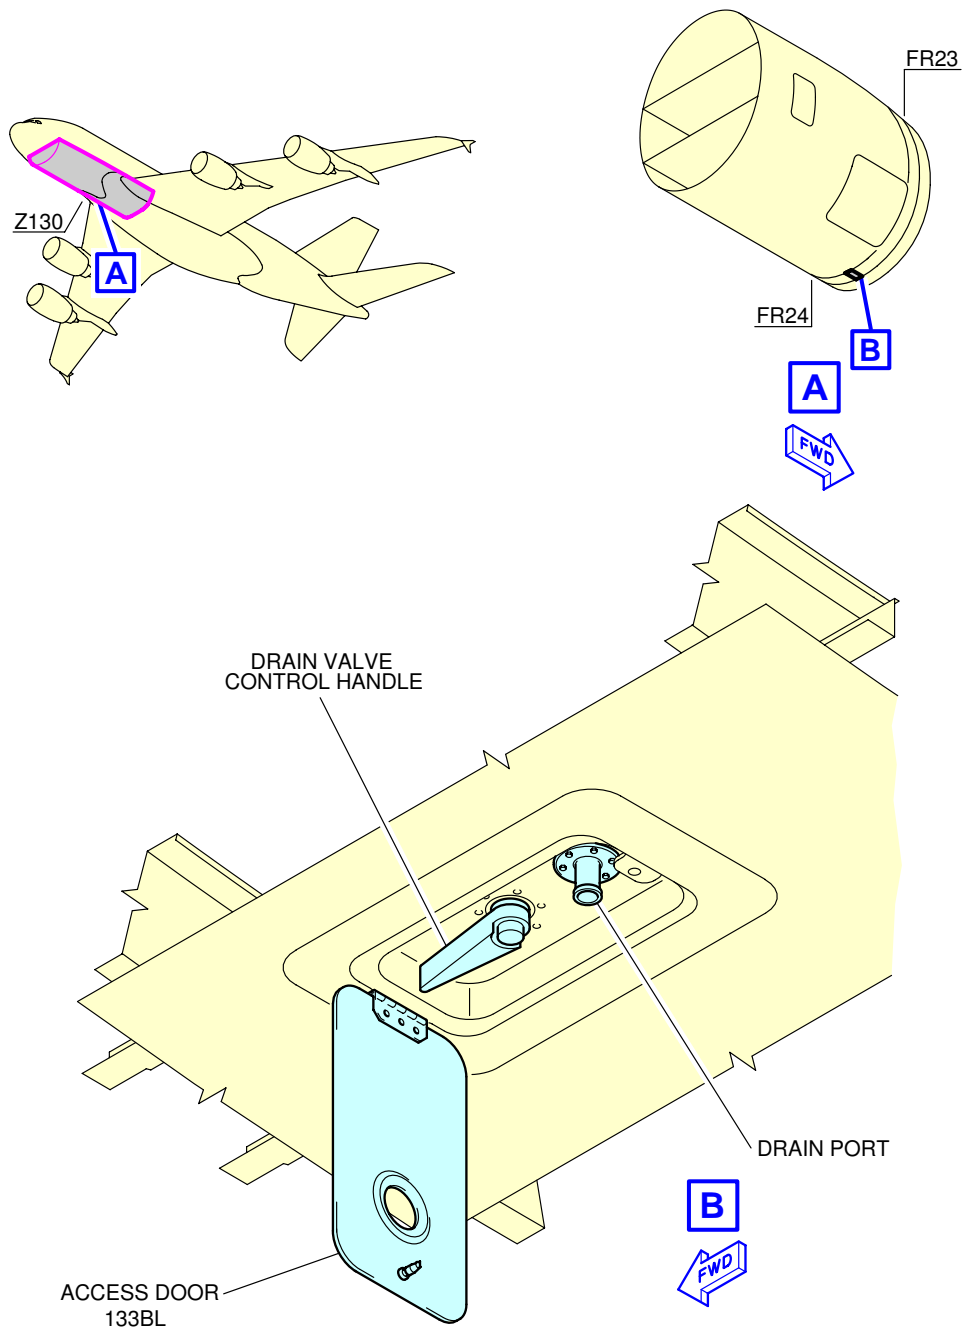 FR23
Z130
A
FR24
B
A
FWD
DRAIN VALVE
CONTROL HANDLE
DRAIN PORT
B
FWD
ACCESS DOOR
133BL